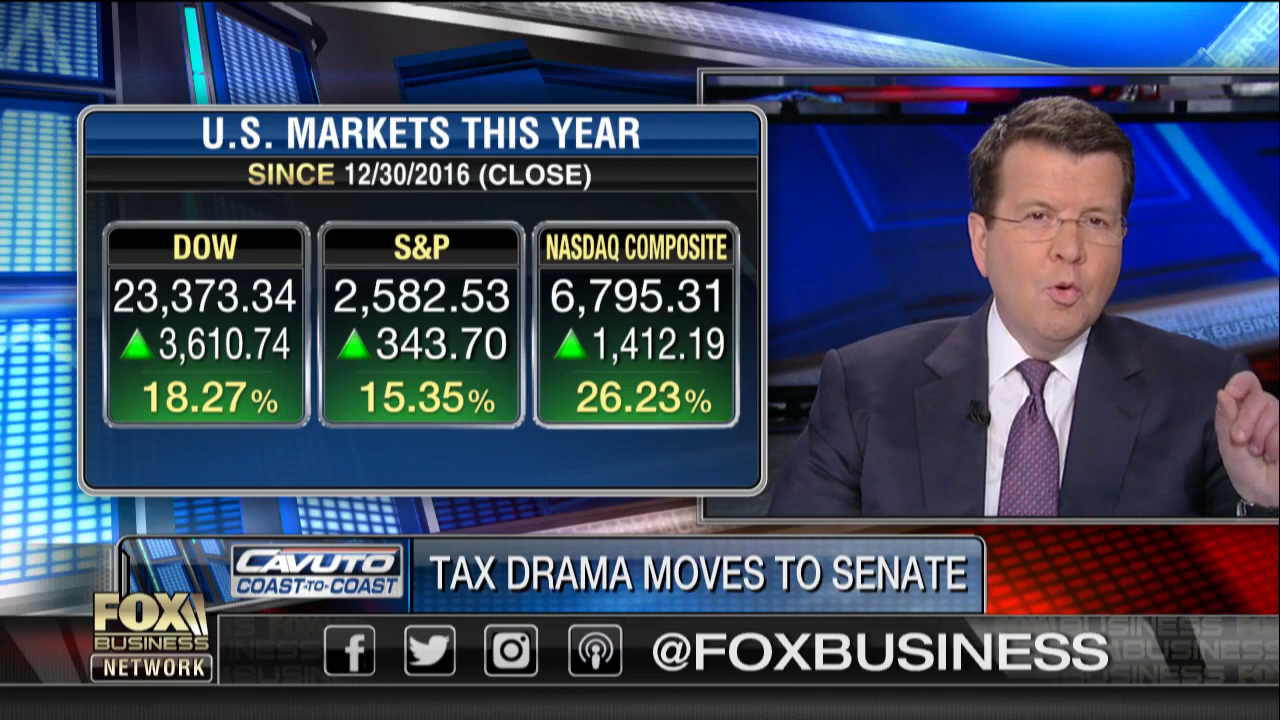 U.S. MARKETS THIS YEAR
SINCE 12/30/2016 (CLOSE)
DOW
23,373.34
3,610.74
18.27%
S&P
2,582.53
343.70
15.35%
NASDAQ COMPOSITE
6,795.31
1,412.19
26.23%
CAVUTO
COAST-TO-COAST
TAX DRAMA MOVES TO SENATE
FOX
BUSINESS
NETWORK
@FOXBUSINESS